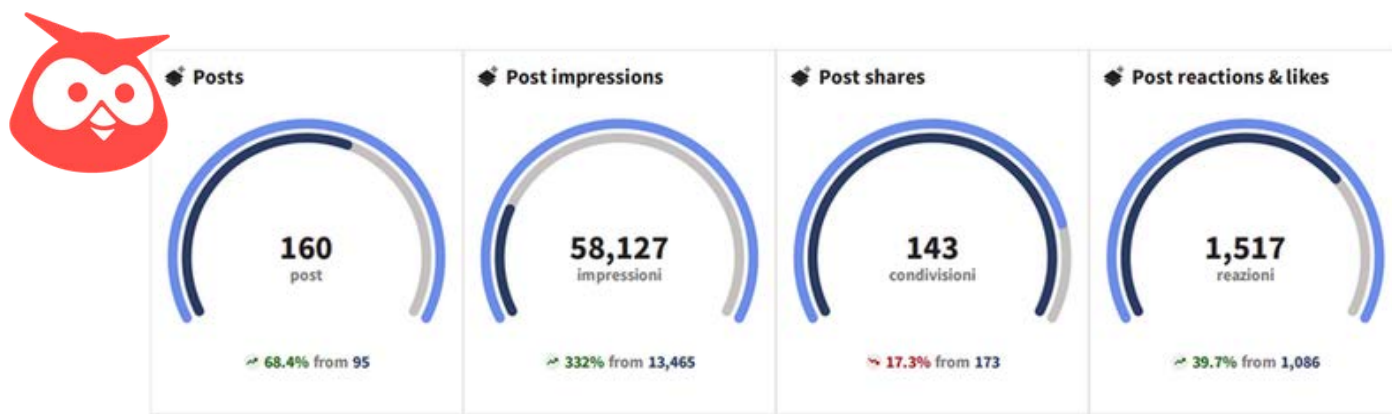 Posts
160
post
68.4% from 95
Post impressions
58,127
impressioni
332% from 13,465
Post shares
143
condivisioni
17.3% from 173
Post reactions & likes
1,517
reazioni
39.7% from 1,086